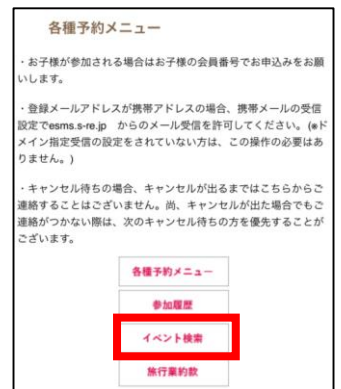 各種予約メニュー
・お子様が参加される場合はお子様の会員番号でお申込みをお願
いします。
・登録メールアドレスが携帯アドレスの場合、携帯メールの受信
設定でesms.s-re.jp　からのメール受信を許可してください。(※ド
メイン指定受信の設定をされていない方は、この操作の必要はあ
りません。)
・キャンセル待ちの場合、キャンセルが出るまではこちらからご
連絡することはございません。尚、キャンセルが出た場合でもご
連絡がつかない際は、次のキャンセル待ちの方を優先することが
ございます。
各種予約メニュー
参加履歴
イベント検索
旅行業約款